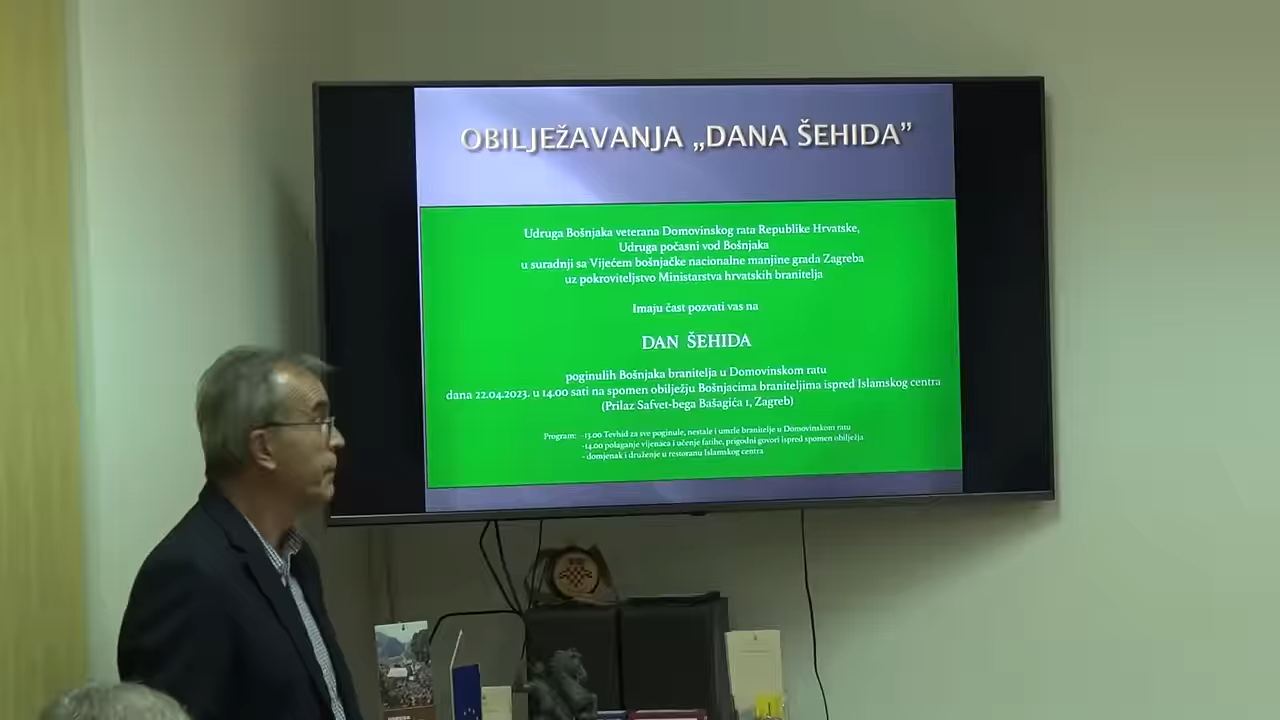 OBILJEŽAVANJA „DANA ŠEHIDA”
Udruga Bošnjaka veterana Domovinskog rata Republike Hrvatske,
Udruga počasni vod Bošnjaka
u suradnji sa Vijećem bošnjačke nacionalne manjine grada Zagreba
uz pokroviteljstvo Ministarstva hrvatskih branitelja
Imaju čast pozvati vas na
DAN ŠEHIDA
poginulih Bošnjaka branitelja u Domovinskom ratu
dana 22.04.2023. u 14.00 sati na spomen obilježju Bošnjacima braniteljima ispred Islamskog centra
(Prilaz Safvet-bega Bašagića 1, Zagreb)
Program: -13.00 Tevhid za sve poginule, nestale i umrle branitelje u Domovinskom ratu
-14.00 polaganje vijenaca i učenje fatihe, prigodni govori ispred spomen obilježja
- domjenak i druženje u restoranu Islamskog centra